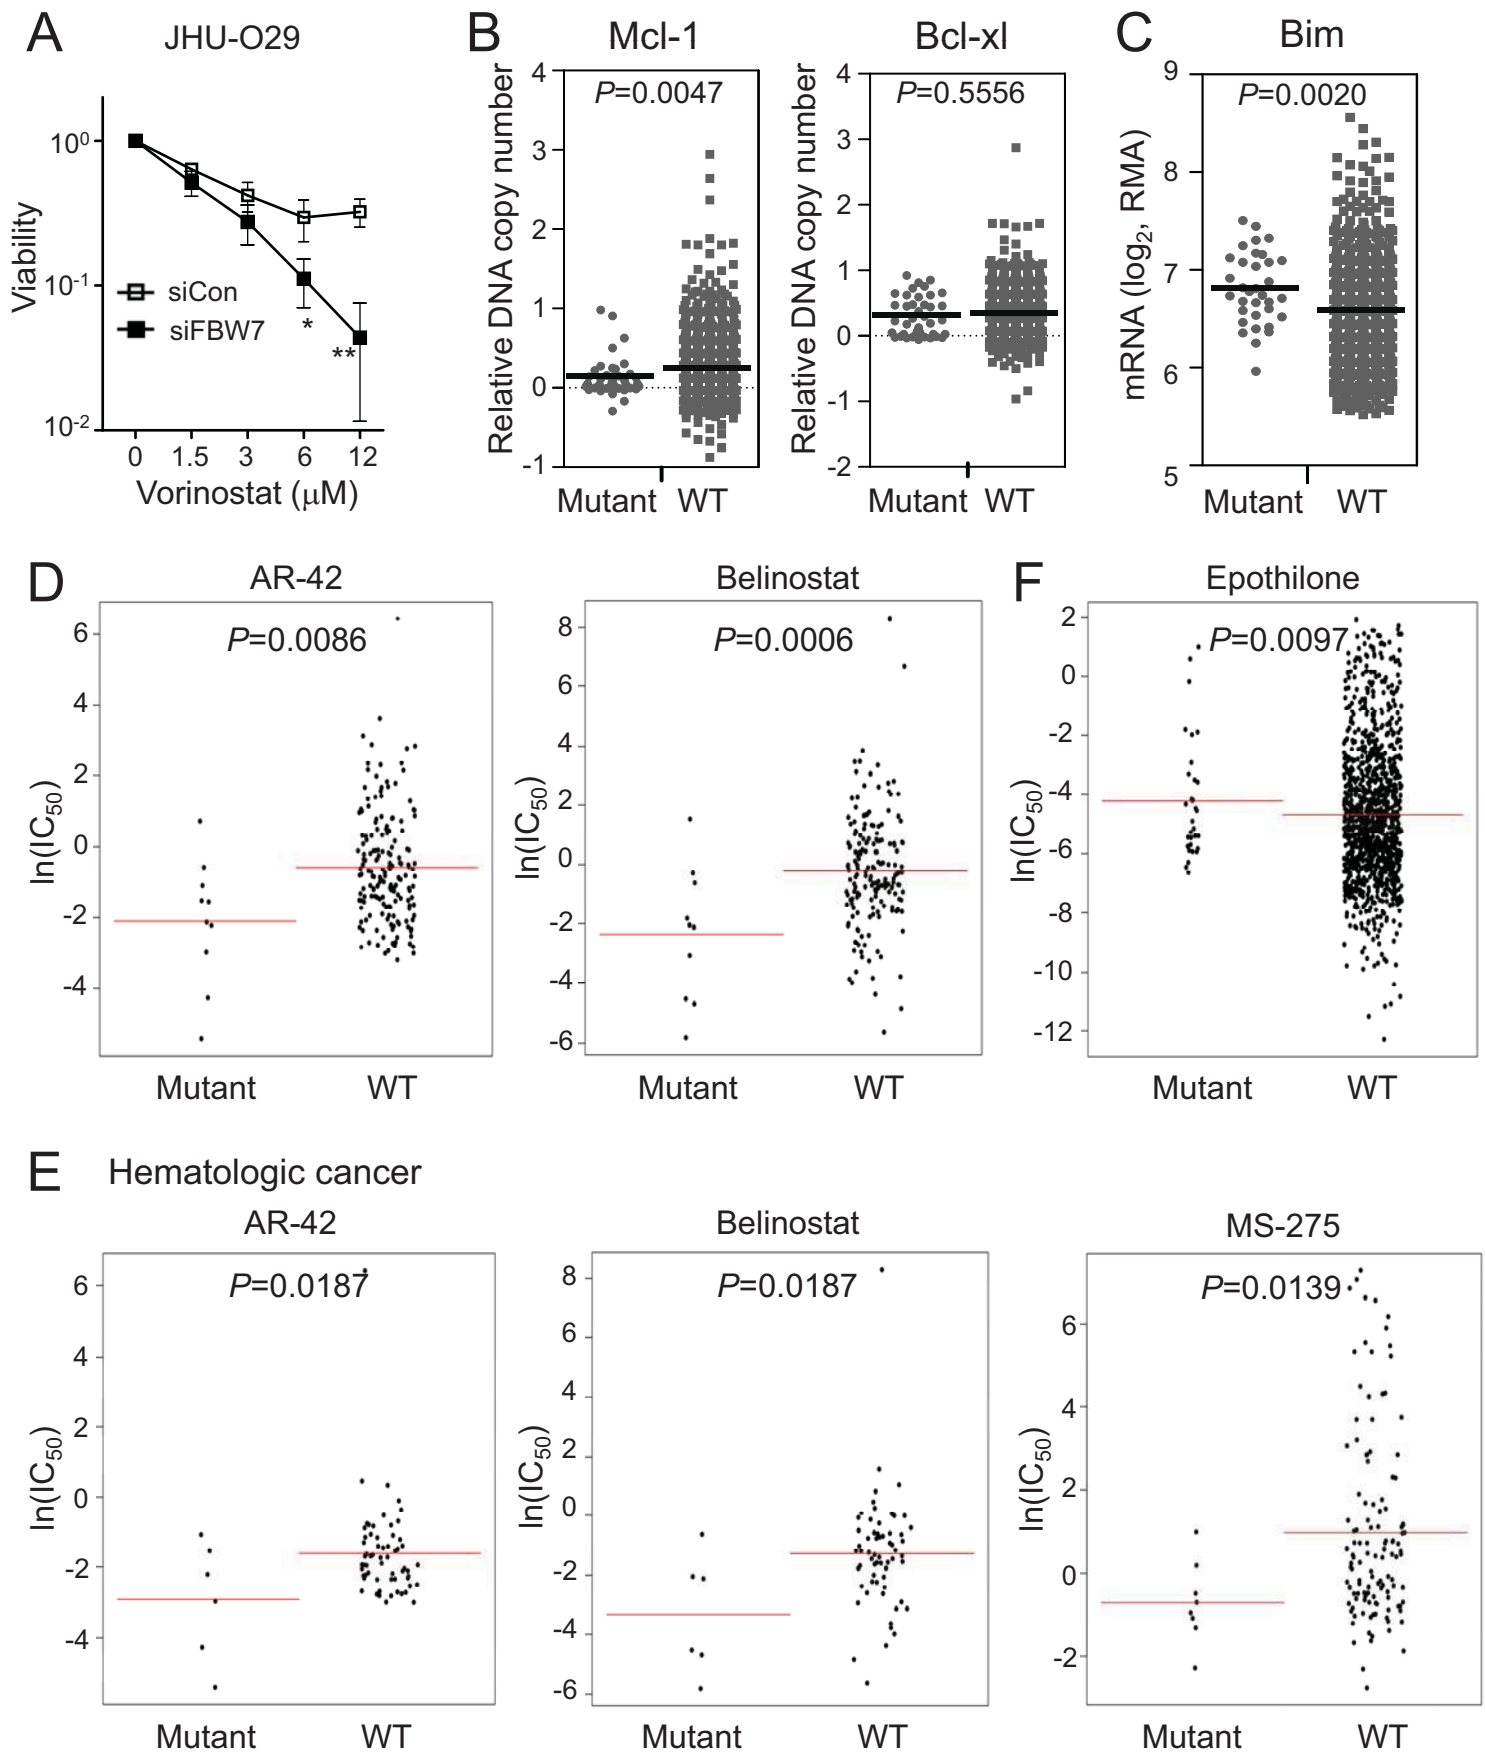 A
JHU-O29
Viability
10⁰
10⁻¹
10⁻²
siCon
siFBW7
*
**
0 1.5 3 6 12
Vorinostat (μM)
B
Mcl-1
P=0.0047
Relative DNA copy number
4
3
2
1
0
-1
Mutant WT
Bcl-xl
P=0.5556
Relative DNA copy number
4
3
2
1
0
-1
-2
Mutant WT
C
Bim
P=0.0020
mRNA (log₂, RMA)
9
8
7
6
5
Mutant WT
D
AR-42
P=0.0086
ln(IC₅₀)
6
4
2
0
-2
-4
Mutant WT
Belinostat
P=0.0006
ln(IC₅₀)
8
6
4
2
0
-2
-4
-6
Mutant WT
F
Epothilone
P=0.0097
ln(IC₅₀)
2
0
-2
-4
-6
-8
-10
-12
Mutant WT
E Hematologic cancer
AR-42
P=0.0187
ln(IC₅₀)
6
4
2
0
-2
-4
Mutant WT
Belinostat
P=0.0187
ln(IC₅₀)
8
6
4
2
0
-2
-4
-6
Mutant WT
MS-275
P=0.0139
ln(IC₅₀)
6
4
2
0
-2
Mutant WT